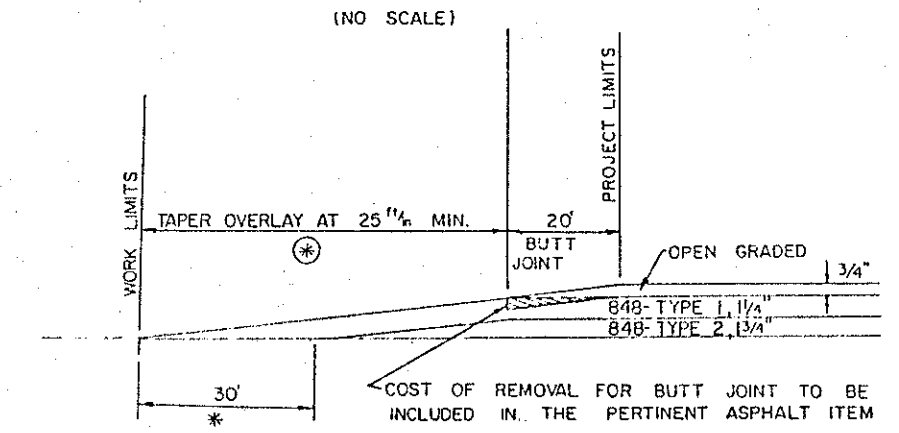 (NO SCALE)
WORK LIMITS
PROJECT LIMITS
TAPER OVERLAY AT 25 ft/in MIN.
*
20'
BUTT
JOINT
OPEN GRADED
3/4"
848-TYPE 1, 1 1/4"
848-TYPE 2, 1 3/4"
30'
*
COST OF REMOVAL FOR BUTT JOINT TO BE
INCLUDED IN THE PERTINENT ASPHALT ITEM